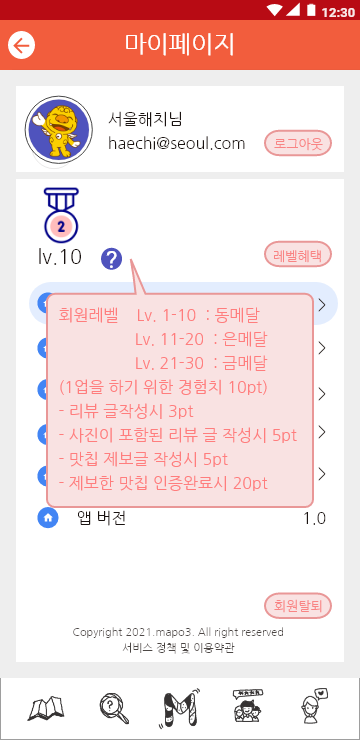 12:30
마이페이지
서울해치님
haechi@seoul.com
로그아웃
2
lv.10
?
레벨혜택
회원레벨 Lv. 1-10 : 동메달
Lv. 11-20 : 은메달
Lv. 21-30 : 금메달
(1업을 하기 위한 경험치 10pt)
- 리뷰 글작성시 3pt
- 사진이 포함된 리뷰 글 작성시 5pt
- 맛칩 제보글 작성시 5pt
- 제보한 맛칩 인증완료시 20pt
앱 버전 1.0
회원탈퇴
Copyright 2021.mapo3. All right reserved
서비스 정책 및 이용약관